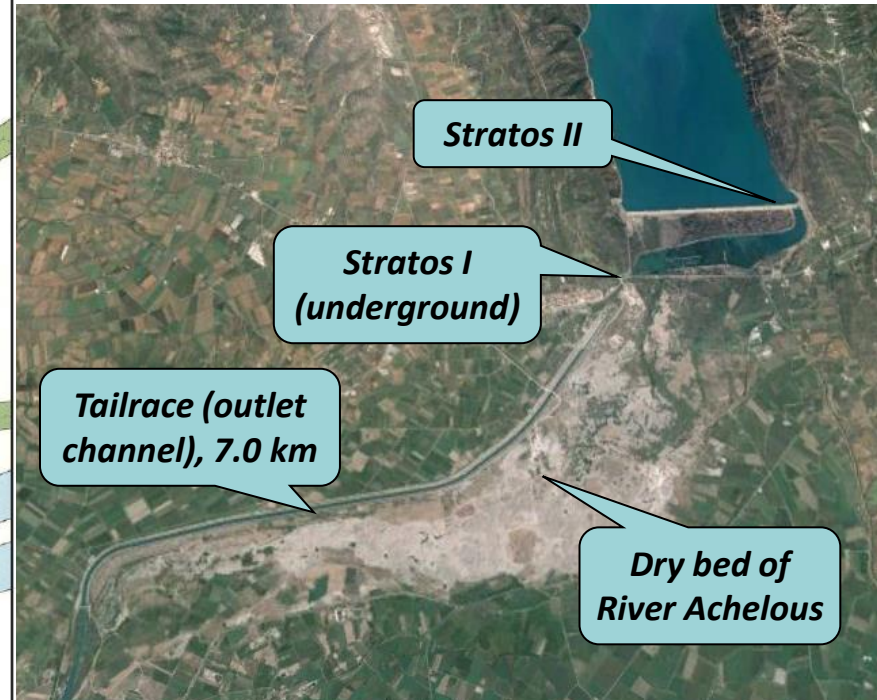 Stratos II
Stratos I
(underground)
Tailrace (outlet
channel), 7.0 km
Dry bed of
River Achelous